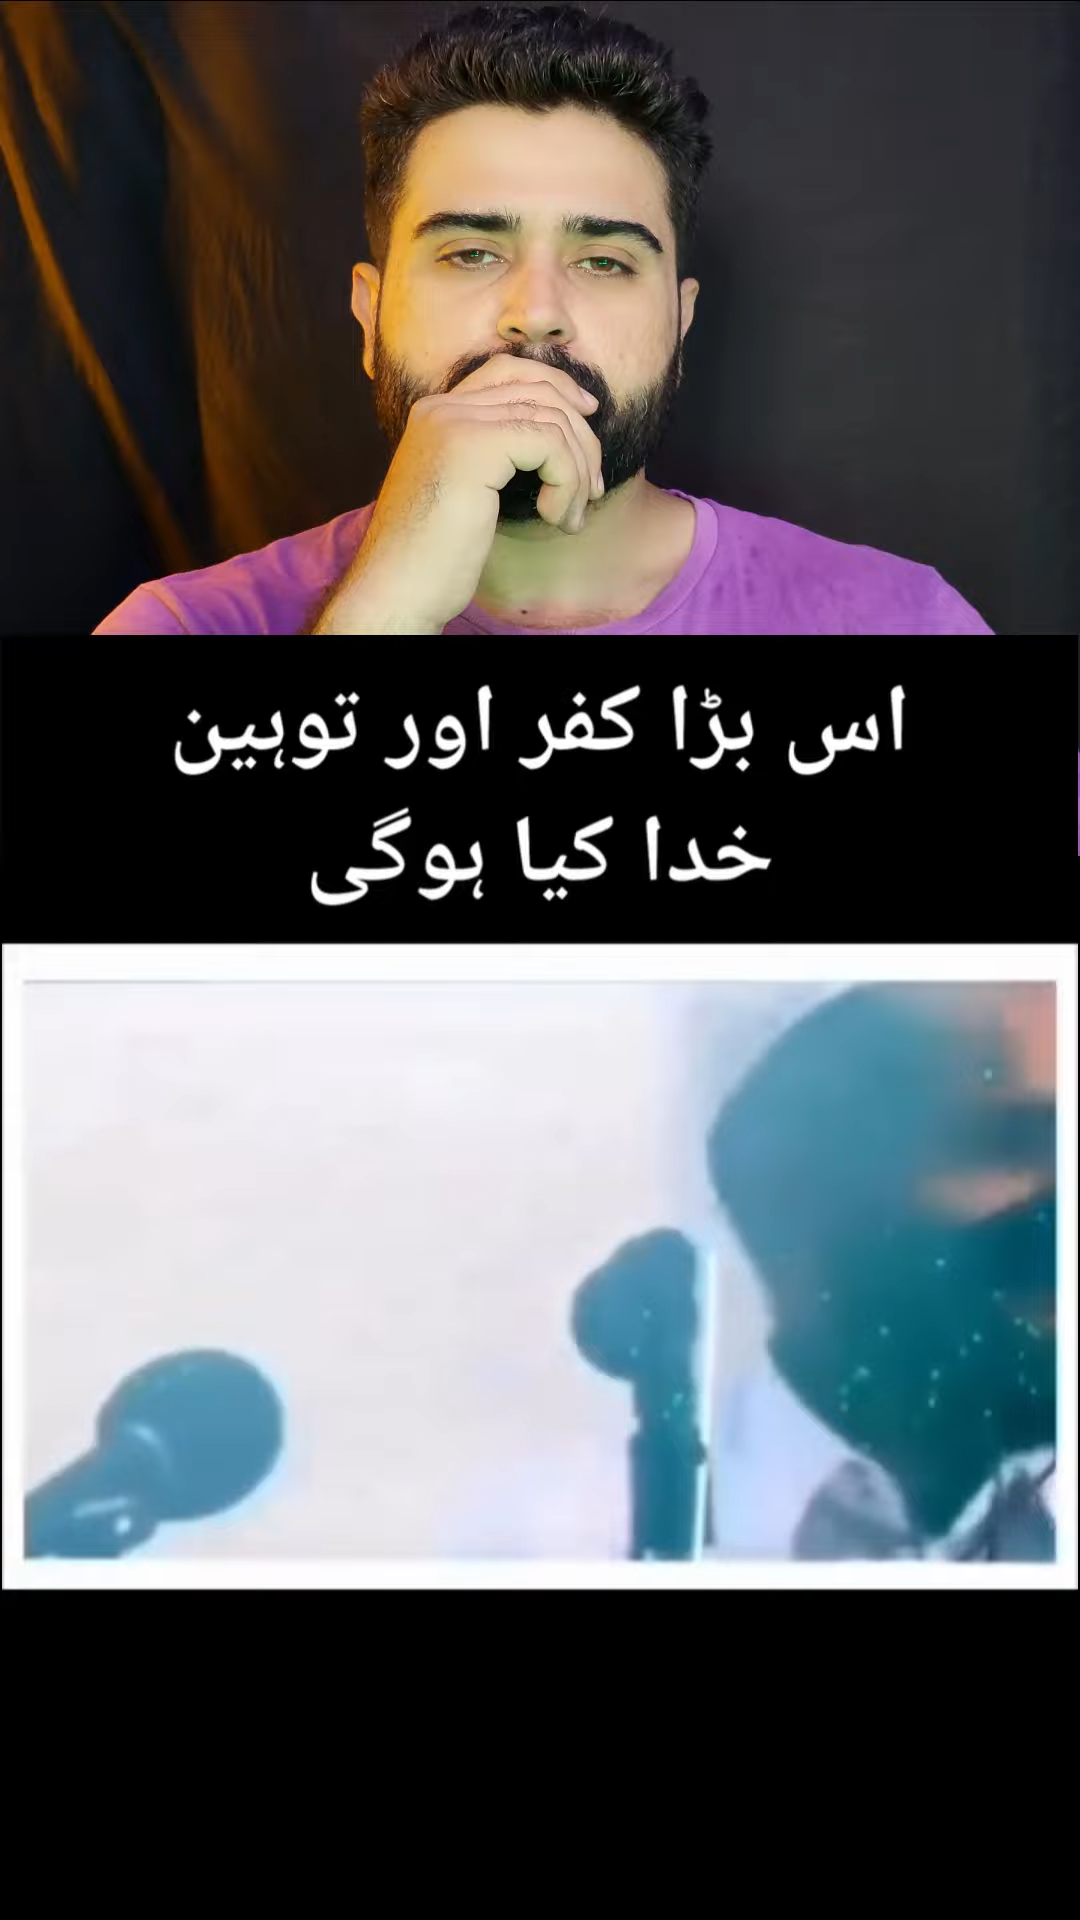 اس بڑا کفر اور توہین
خدا کیا ہوگی